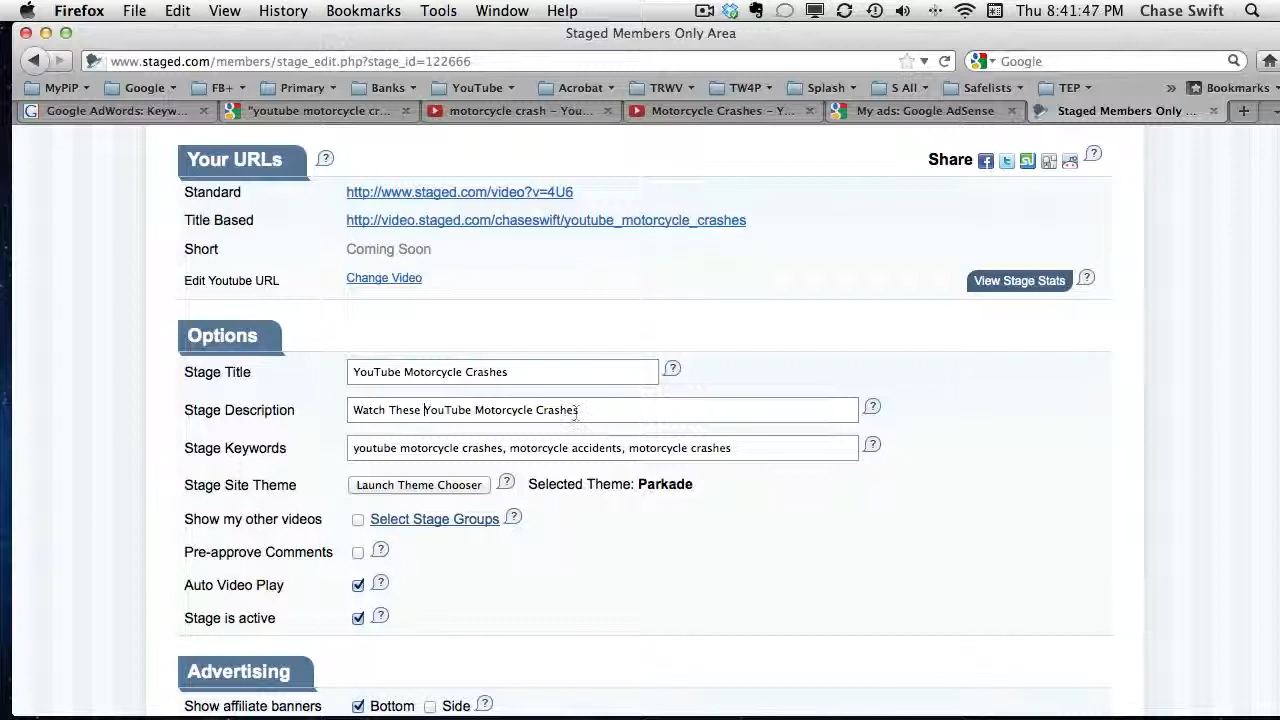 Firefox File Edit View History Bookmarks Tools Window Help Thu 8:41:47 PM Chase Swift
Staged Members Only Area
www.staged.com/members/stage_edit.php?stage_id=122666 Google
MyPiP Google FB+ Primary Banks YouTube Acrobat TRWV TW4P Splash S All Safelists TEP » Bookmarks
Google AdWords: Keyw... "youtube motorcycle cr... motorcycle crash - You... Motorcycle Crashes - Y... My ads: Google AdSense Staged Members Only ... +
Your URLs ? Share ?
Standard http://www.staged.com/video?v=4U6
Title Based http://video.staged.com/chaseswift/youtube_motorcycle_crashes
Short Coming Soon
Edit Youtube URL Change Video View Stage Stats ?
Options
Stage Title YouTube Motorcycle Crashes ?
Stage Description Watch These YouTube Motorcycle Crashes ?
Stage Keywords youtube motorcycle crashes, motorcycle accidents, motorcycle crashes ?
Stage Site Theme Launch Theme Chooser ? Selected Theme: Parkade
Show my other videos Select Stage Groups ?
Pre-approve Comments ?
Auto Video Play ?
Stage is active ?
Advertising
Show affiliate banners Bottom Side ?